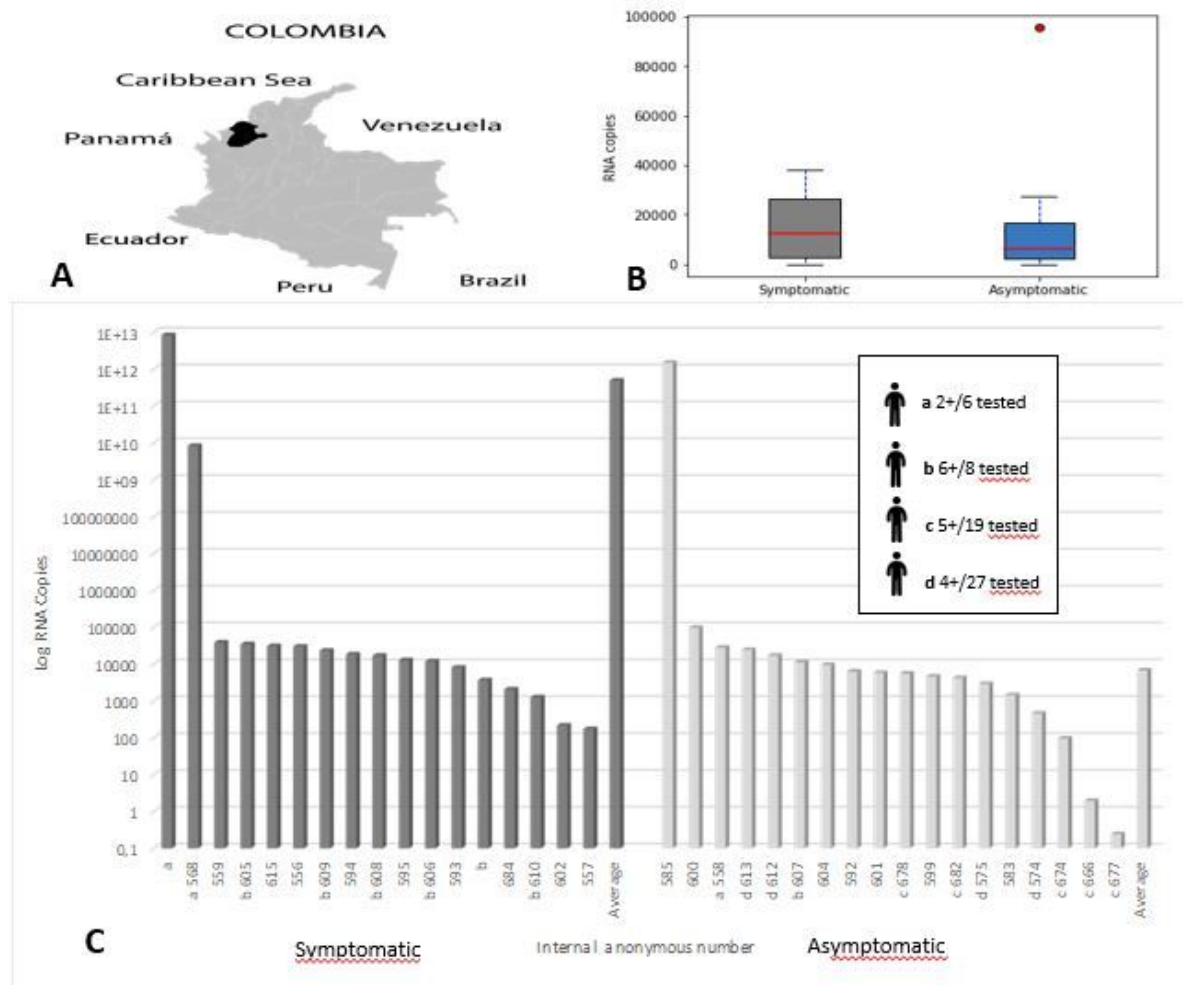 COLOMBIA
Caribbean Sea
Panamá
Venezuela
Ecuador
Peru
Brazil
A
100000
80000
60000
40000
20000
0
RNA copies
Symptomatic
Asymptomatic
B
1E+13
1E+12
1E+11
1E+10
1E+09
100000000
10000000
1000000
100000
10000
1000
100
10
1
0,1
log RNA Copies
a 2+/6 tested
b 6+/8 tested
c 5+/19 tested
d 4+/27 tested
a
a 568
559
b 605
615
556
b 609
594
b 608
595
b 606
593
b
684
b 610
602
557
Average
585
600
a 558
d 613
d 612
b 607
604
592
601
c 678
599
c 682
d 575
583
d 574
c 674
c 666
c 677
Average
C
Symptomatic
Internal anonymous number
Asymptomatic